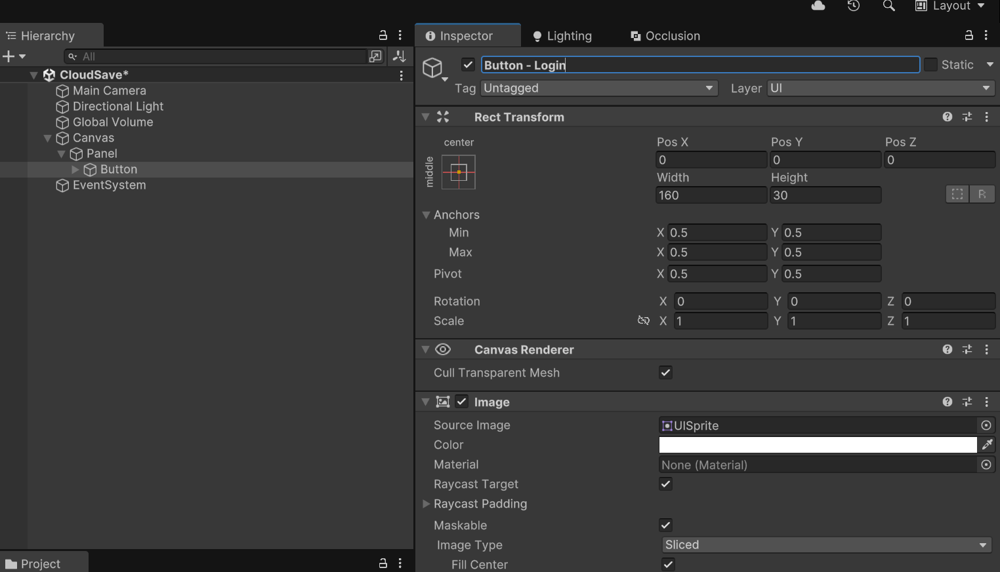 Layout
Hierarchy
All
CloudSave*
Main Camera
Directional Light
Global Volume
Canvas
Panel
Button
EventSystem
Project
Inspector
Lighting
Occlusion
Button - Login
Static
Tag Untagged
Layer UI
Rect Transform
center
middle
Pos X Pos Y Pos Z
0 0 0
Width Height
160 30
R
Anchors
Min X 0.5 Y 0.5
Max X 0.5 Y 0.5
Pivot X 0.5 Y 0.5
Rotation X 0 Y 0 Z 0
Scale X 1 Y 1 Z 1
Canvas Renderer
Cull Transparent Mesh
Image
Source Image UISprite
Color
Material None (Material)
Raycast Target
Raycast Padding
Maskable
Image Type Sliced
Fill Center